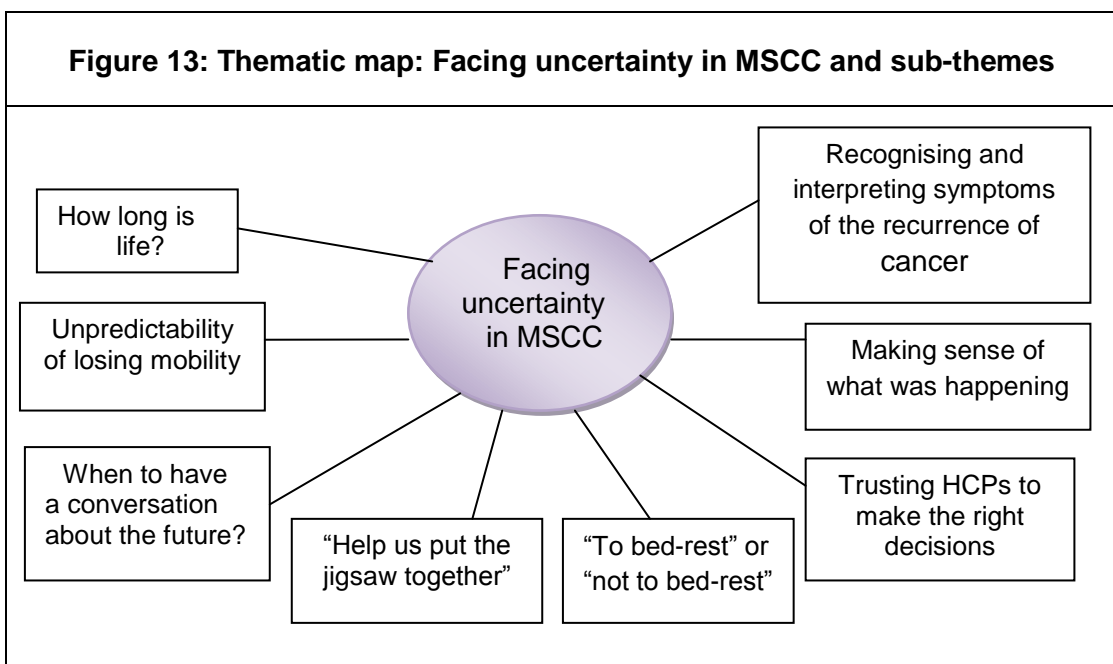 Figure 13: Thematic map: Facing uncertainty in MSCC and sub-themes
Recognising and
interpreting symptoms
of the recurrence of
cancer
How long is
life?
Facing
uncertainty
in MSCC
Unpredictability
of losing mobility
Making sense of
what was happening
When to have
a conversation
about the future?
“Help us put the
jigsaw together”
“To bed-rest” or
“not to bed-rest”
Trusting HCPs to
make the right
decisions